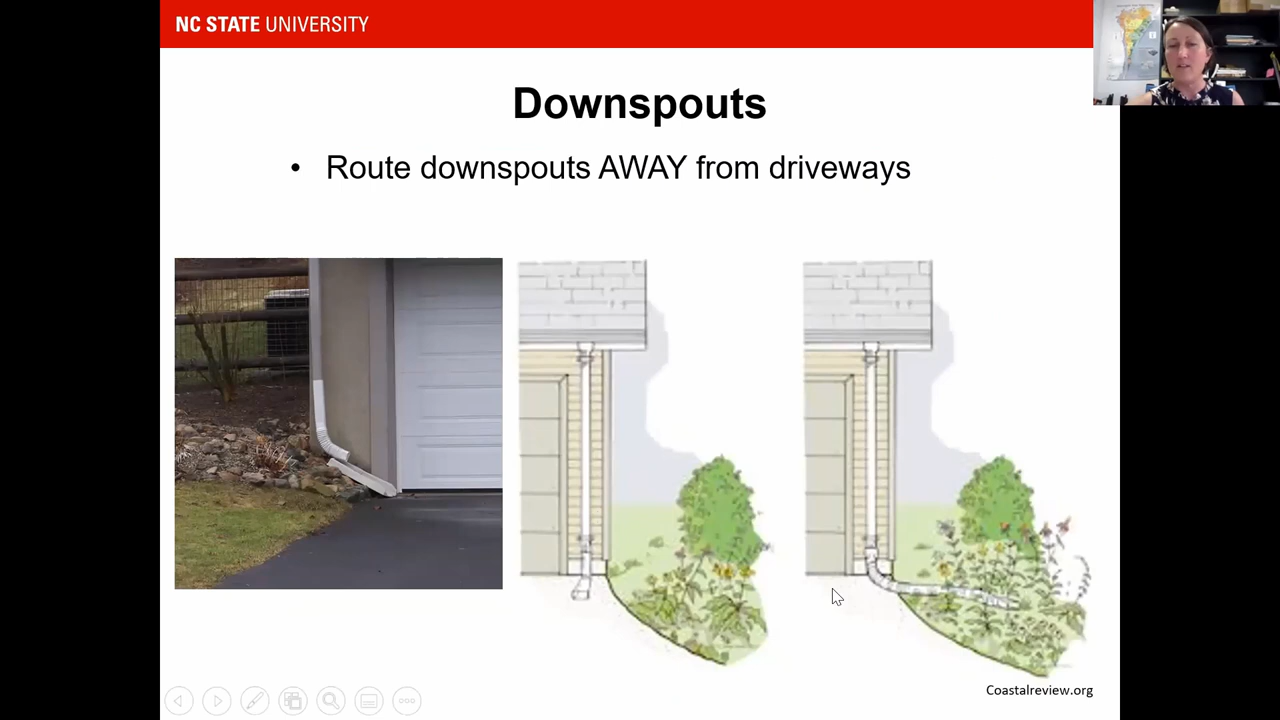 NC STATE UNIVERSITY
Downspouts
• Route downspouts AWAY from driveways
Coastalreview.org